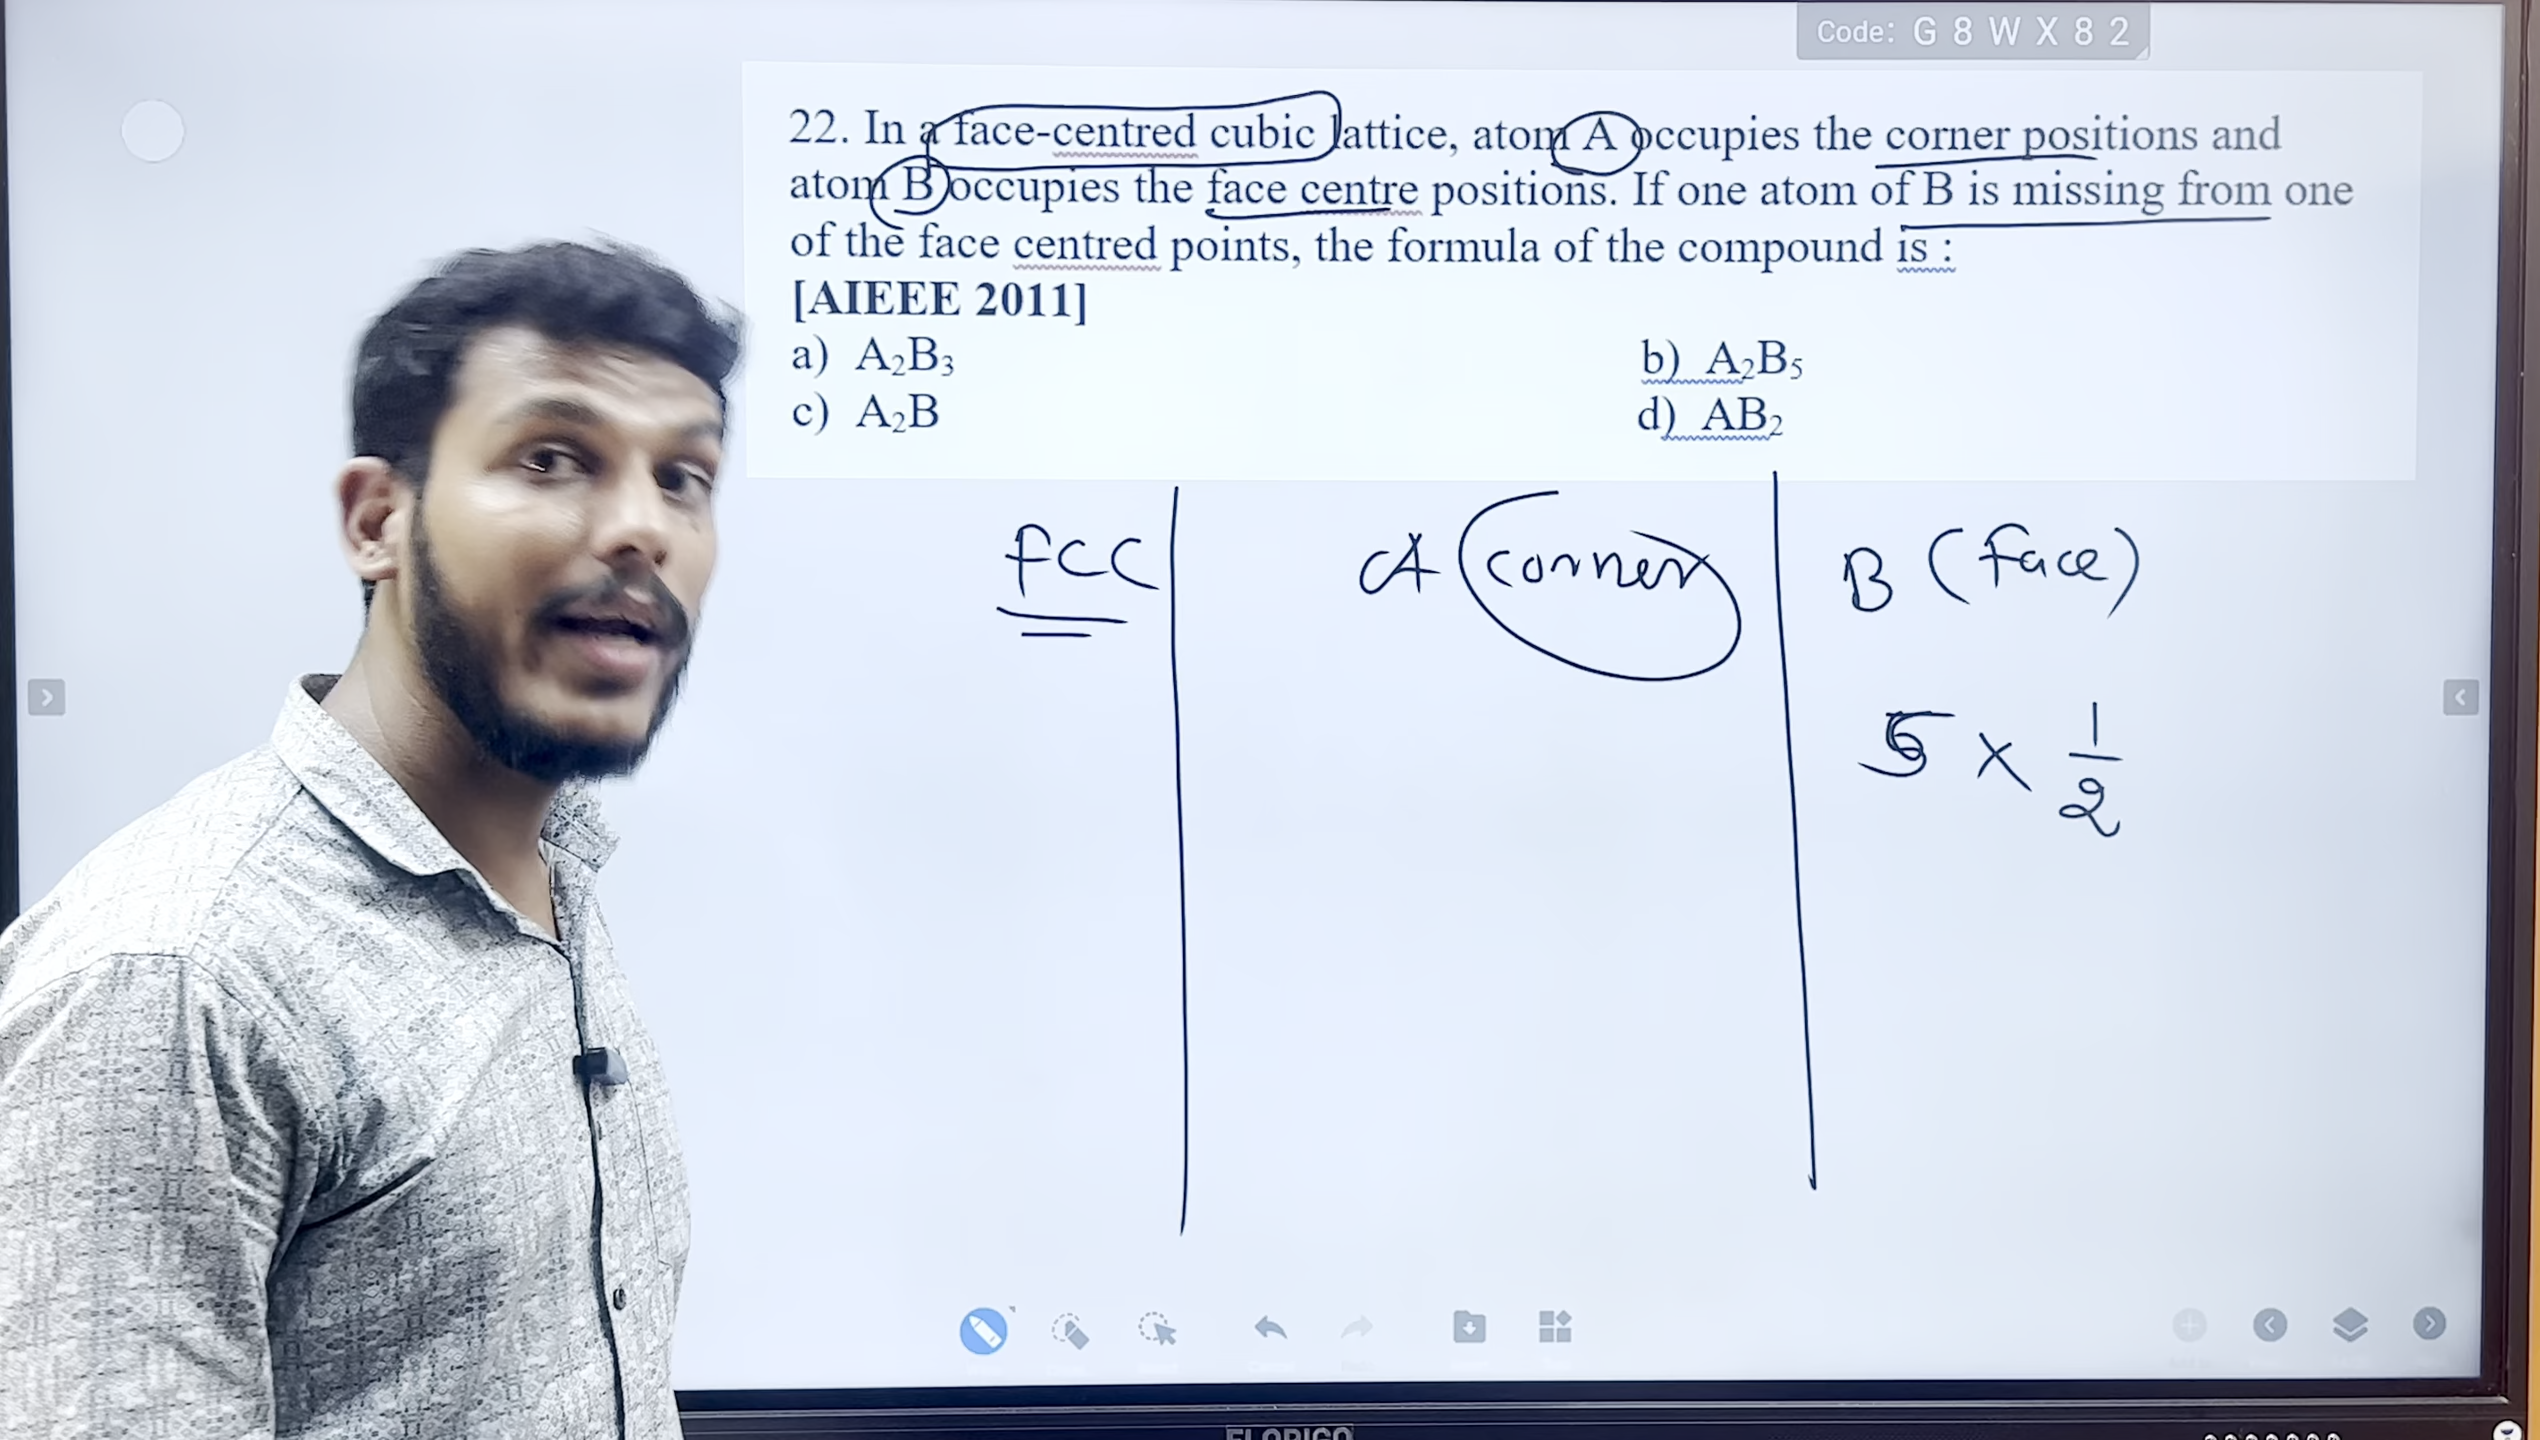 Code: G 8 W X 8 2
22. In a face-centred cubic lattice, atom A occupies the corner positions and
atom B occupies the face centre positions. If one atom of B is missing from one
of the face centred points, the formula of the compound is :
[AIEEE 2011]
a) A₂B₃
b) A₂B₅
c) A₂B
d) AB₂
fcc
A (corner)
B (face)
5 × 1/2